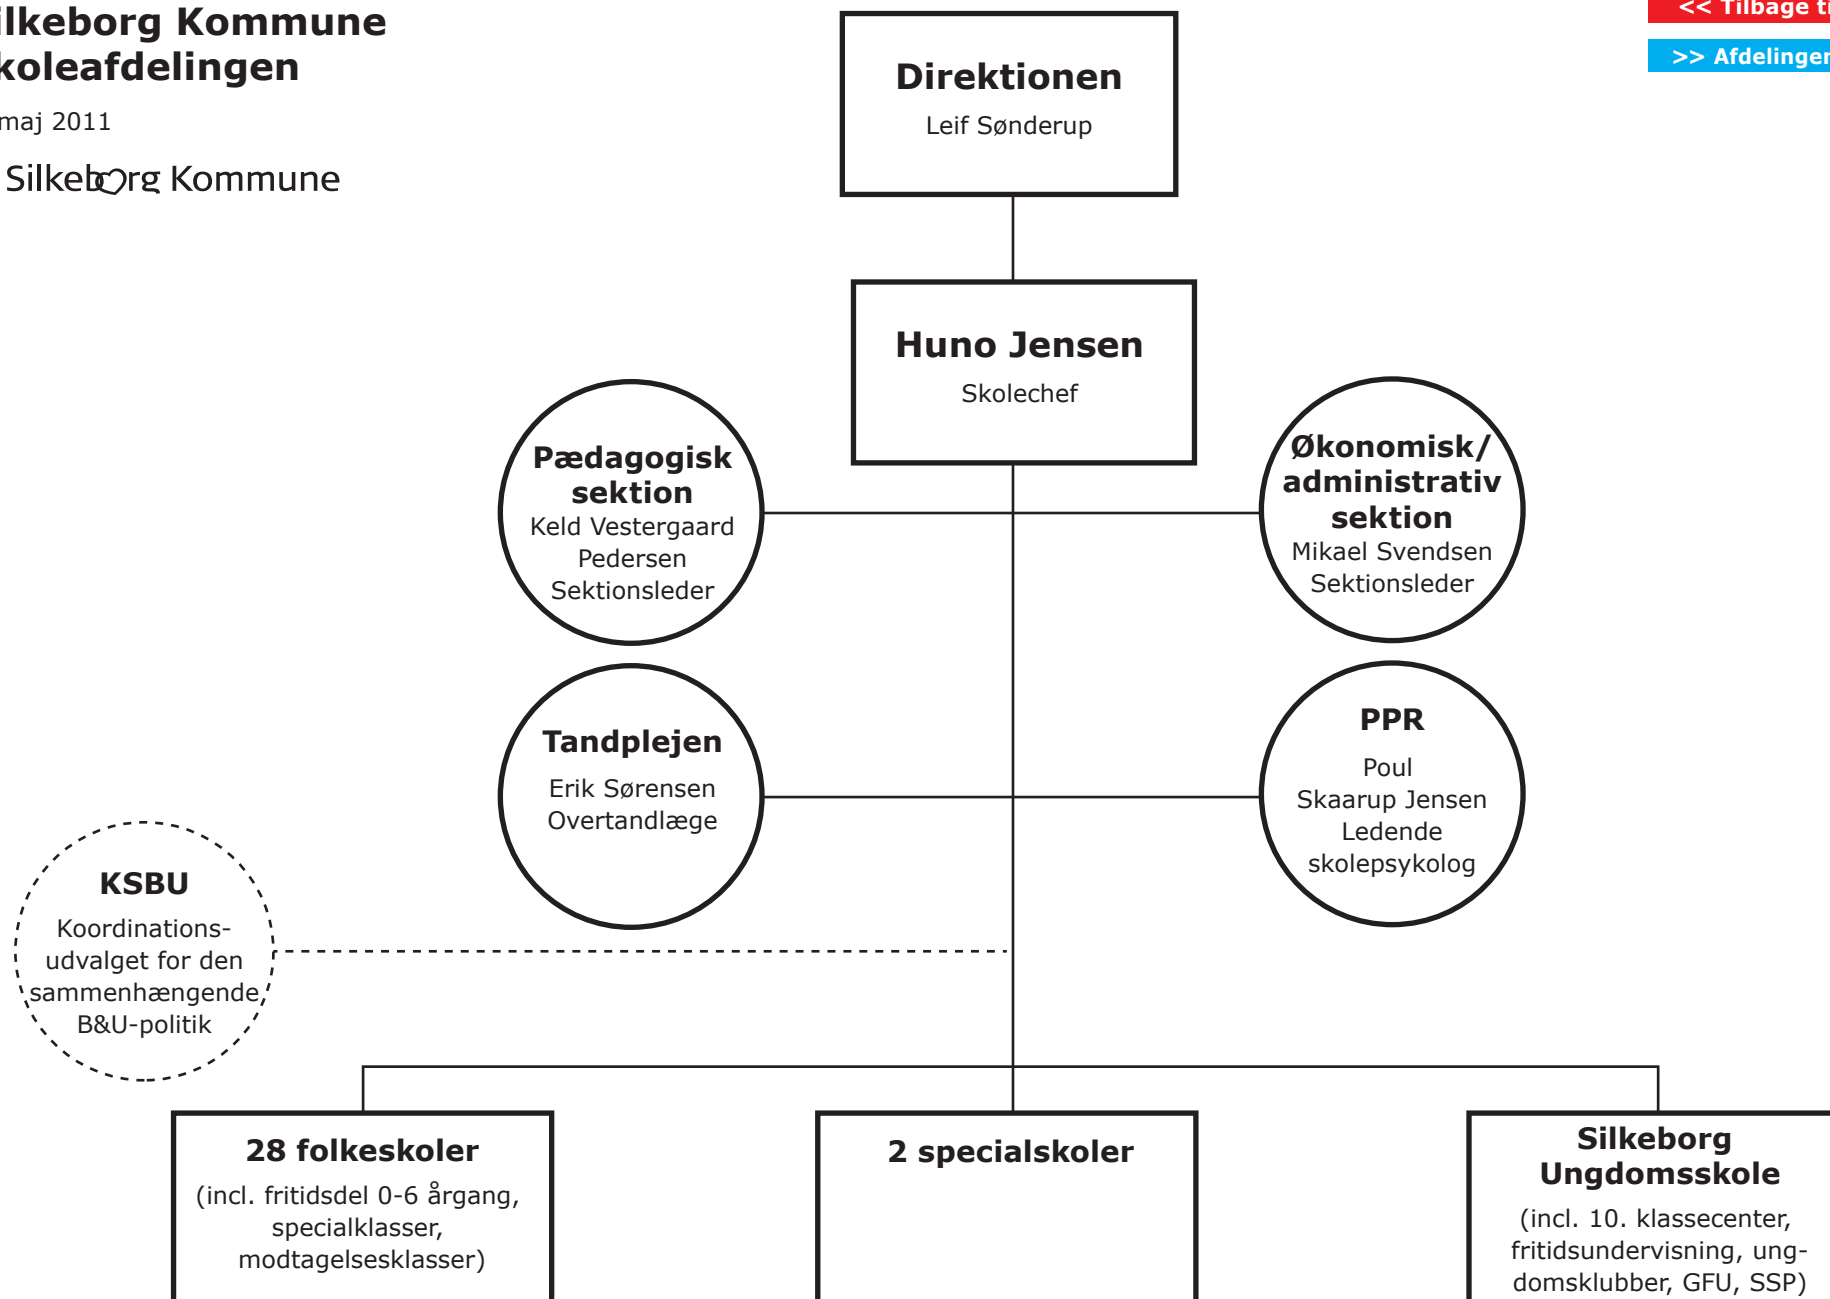 ilkeborg Kommune
koleafdelingen
maj 2011
Silkeborg Kommune
<< Tilbage ti
>> Afdelinger
Direktionen
Leif Sønderup
Huno Jensen
Skolechef
Pædagogisk
sektion
Keld Vestergaard
Pedersen
Sektionsleder
Økonomisk/
administrativ
sektion
Mikael Svendsen
Sektionsleder
Tandplejen
Erik Sørensen
Overtandlæge
PPR
Poul
Skaarup Jensen
Ledende
skolepsykolog
KSBU
Koordinations-
udvalget for den
sammenhængende
B&U-politik
28 folkeskoler
(incl. fritidsdel 0-6 årgang,
specialklasser,
modtagelsesklasser)
2 specialskoler
Silkeborg
Ungdomsskole
(incl. 10. klassecenter,
fritidsundervisning, ung-
domsklubber, GFU, SSP)